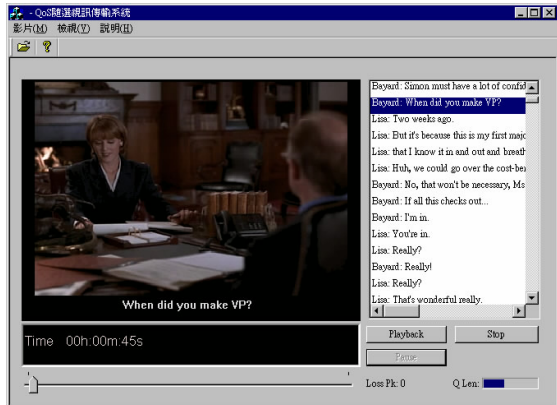 - QoS隨選視訊傳輸系統
影片(M) 檢視(V) 說明(H)
Bayard: Simon must have a lot of confid
Bayard: When did you make VP?
Lisa: Two weeks ago.
Lisa: But it's because this is my first majo
Lisa: that I know it in and out and breath
Lisa: Huh, we could go over the cost-ben
Bayard: No, that won't be necessary, Ms
Bayard: If all this checks out...
Bayard: I'm in.
Lisa: You're in.
Lisa: Really?
Bayard: Really!
Lisa: Really?
Lisa: That's wonderful really.
When did you make VP?
Time 00h:00m:45s
Playback Stop
Pause
Loss Pk: 0 Q Len: